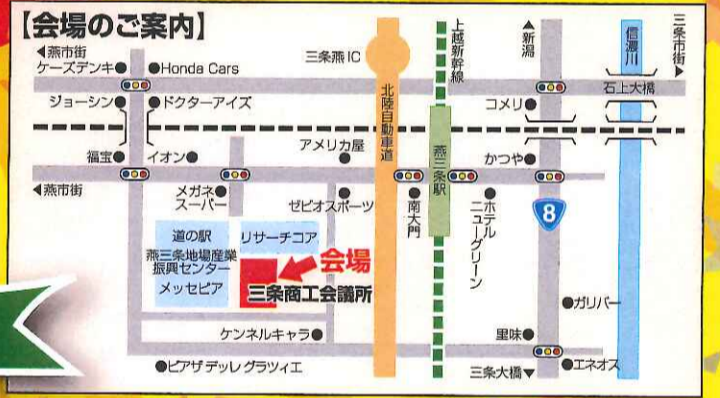 【会場のご案内】
◀燕市街
ケーズデンキ
Honda Cars
三条燕IC
上越新幹線
▲新潟
信濃川
三条市街▶
ジョーシン
ドクターアイズ
北陸自動車道
コメリ
石上大橋
福宝
イオン
アメリカ屋
燕三条駅
かつや
◀燕市街
メガネ
スーパー
ゼビオスポーツ
南大門
ホテル
ニューグリーン
8
道の駅
燕三条地場産業
振興センター
メッセピア
リサーチコア
会場
三条商工会議所
ガリバー
ケンネルキャラ
里味
ピアザ デッレ グラツィエ
三条大橋▼
エネオス